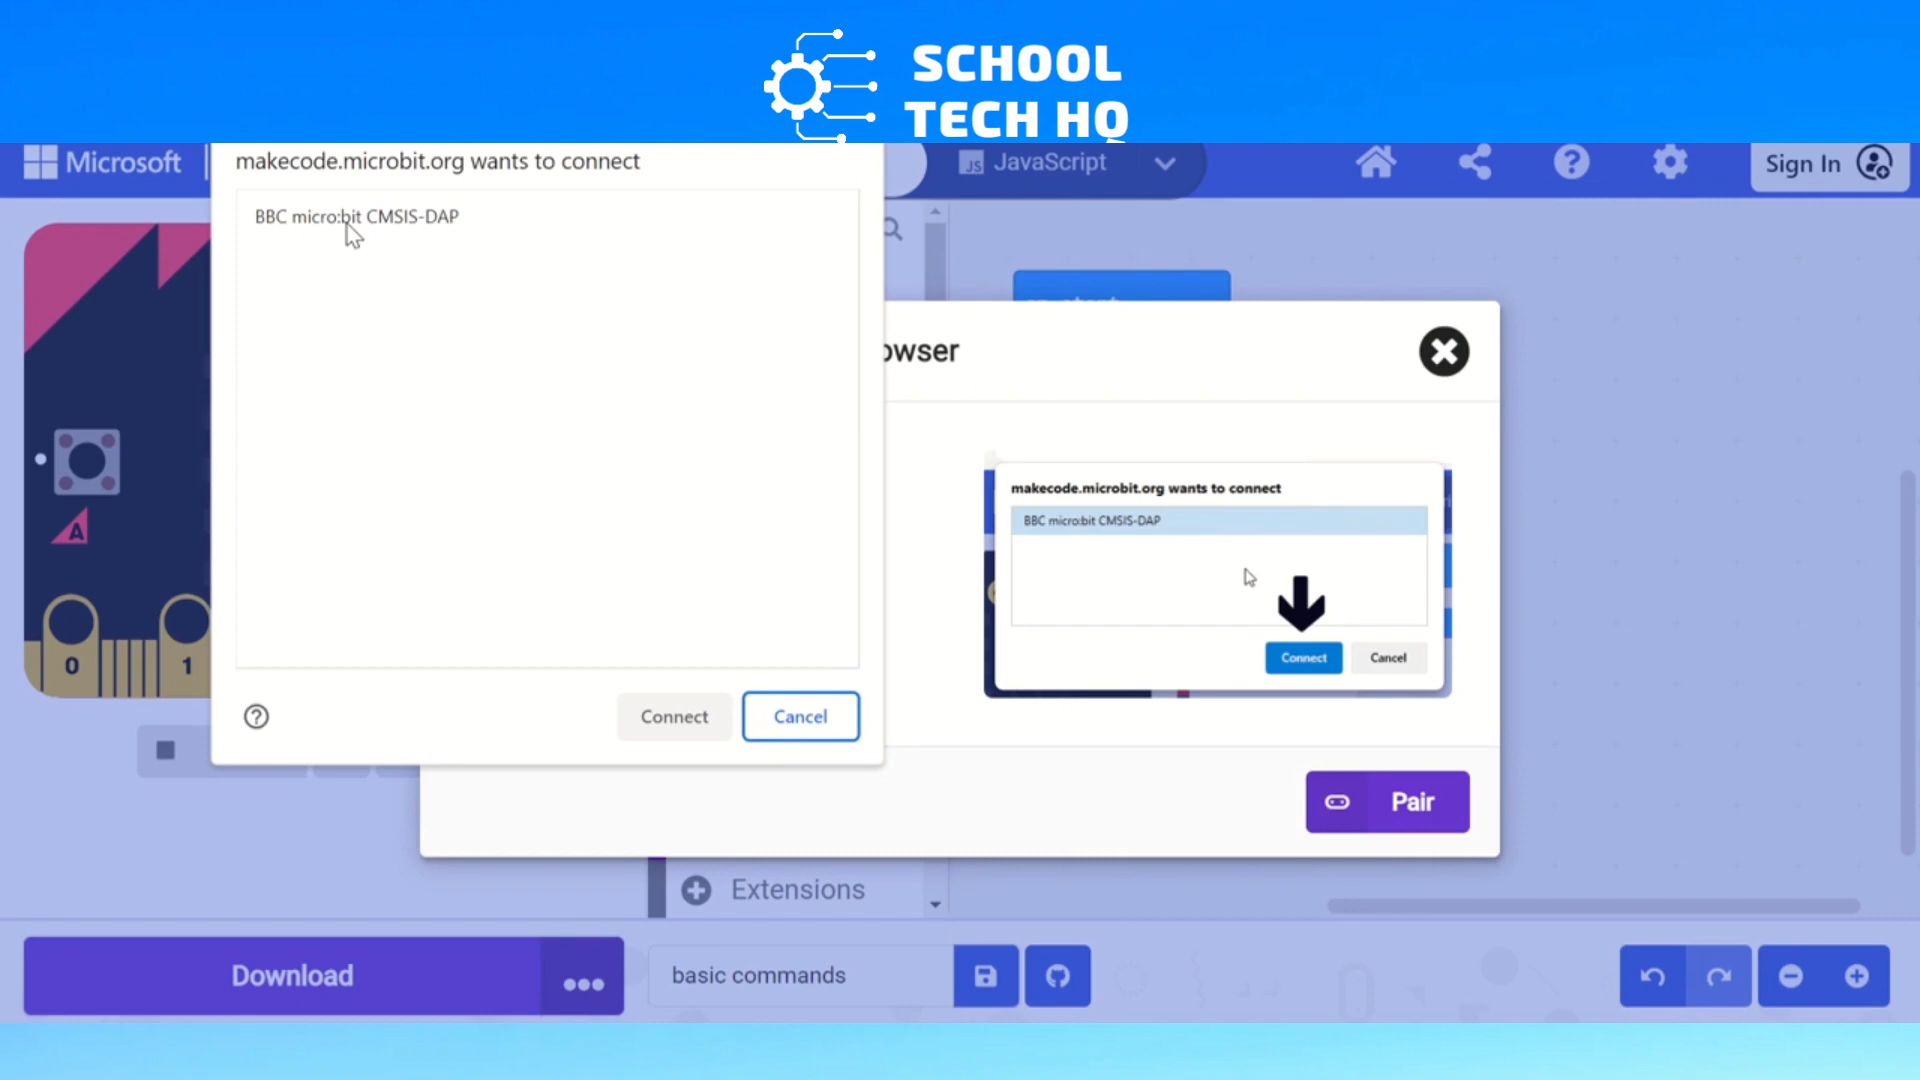 SCHOOL
TECH HQ
Microsoft
makecode.microbit.org wants to connect
JavaScript
Sign In
BBC micro:bit CMSIS-DAP
owser
makecode.microbit.org wants to connect
BBC micro:bit CMSIS-DAP
Connect
Cancel
A
0
1
Connect
Cancel
Pair
Extensions
Download
basic commands